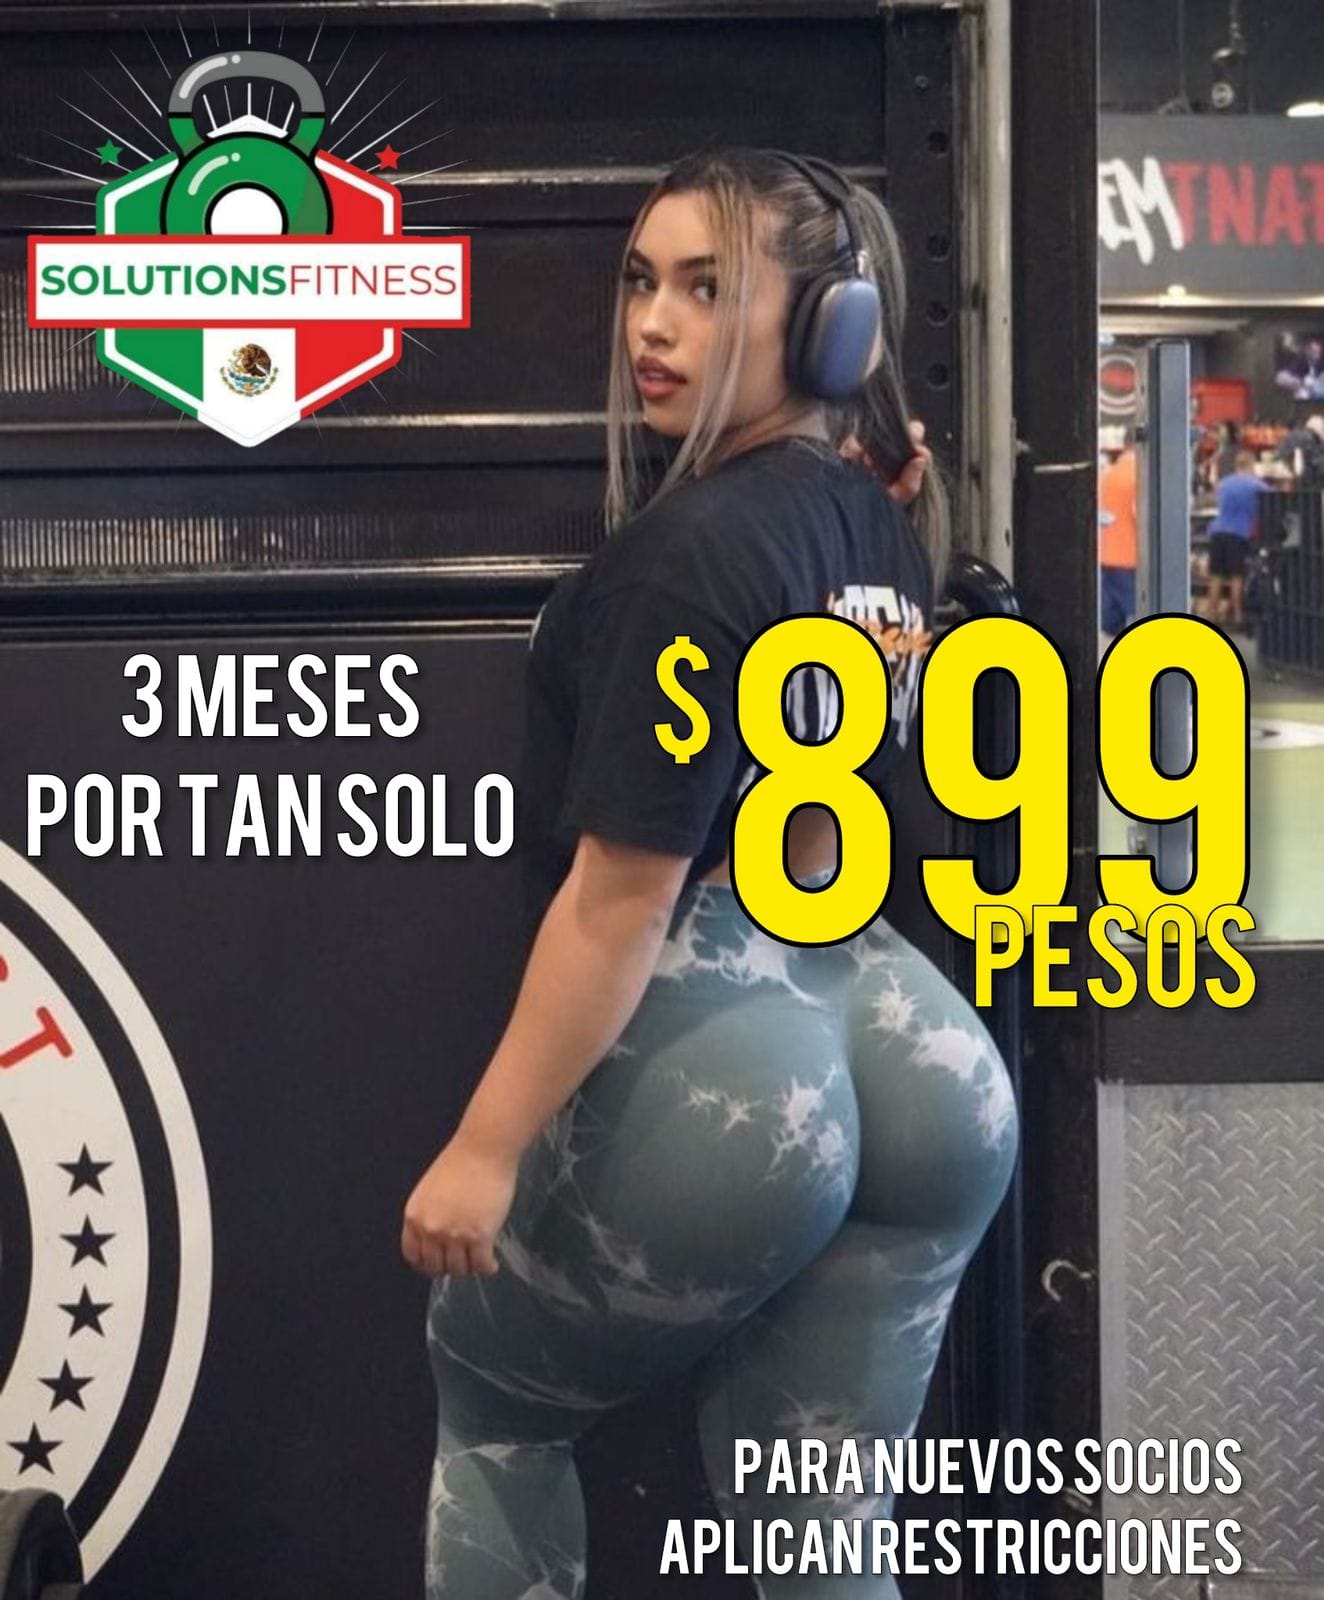 SOLUTIONSFITNESS
3 MESES
POR TAN SOLO
$899
PESOS
PARA NUEVOS SOCIOS
APLICAN RESTRICCIONES